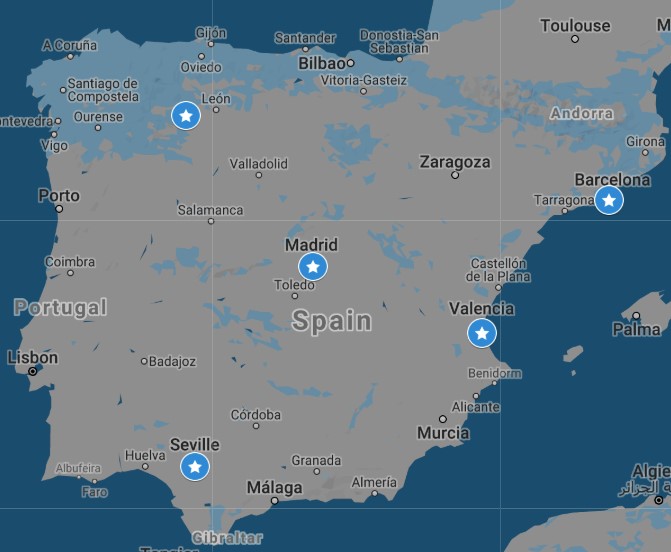 Toulouse
M
Gijón
Santander
Donostia-San
Sebastián
A Coruña
Oviedo
Bilbao
Vitoria-Gasteiz
Santiago de
Compostela
León
Andorra
ntevedra
Ourense
Vigo
Girona
Valladolid
Zaragoza
Barcelona
Porto
Tarragona
Salamanca
Madrid
Coimbra
Castellón
de la Plana
Toledo
Portugal
Spain
Valencia
Palma
Lisbon
Badajoz
Benidorm
Alicante
Córdoba
Murcia
Seville
Huelva
Granada
Albufeira
Faro
Málaga
Almería
Algie
الجزائر
Gibraltar
Tangier